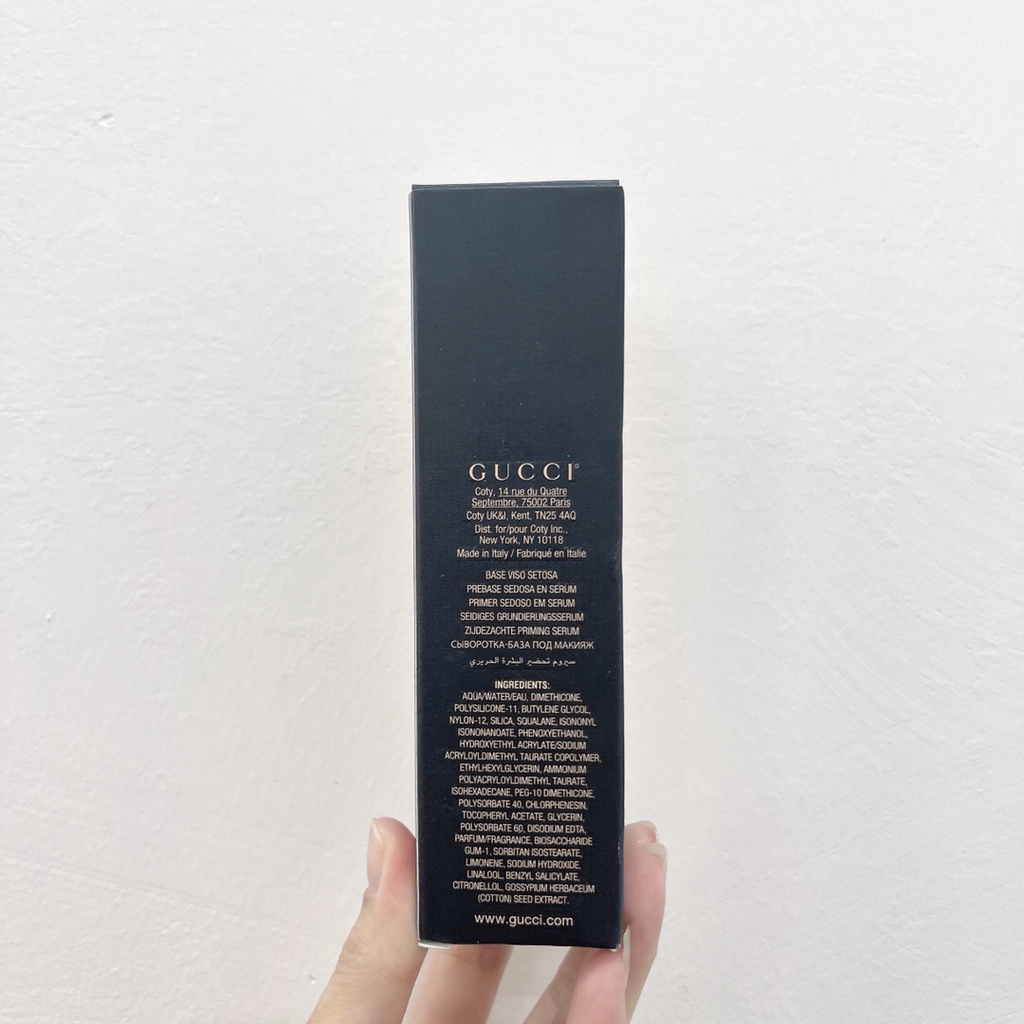 GUCCI®
Coty, 14 rue du Quatre
Septembre, 75002 Paris
Coty UK&I, Kent, TN25 4AQ
Dist. for/pour Coty Inc.,
New York, NY 10118
Made in Italy / Fabriqué en Italie
BASE VISO SETOSA
PREBASE SEDOSA EN SERUM
PRIMER SEDOSO EM SERUM
SEIDIGES GRUNDIERUNGSSERUM
ZIJDEZACHTE PRIMING SERUM
СЫВОРОТКА-БАЗА ПОД МАКИЯЖ
سيروم تحضير البشرة الحريري
INGREDIENTS:
AQUA/WATER/EAU, DIMETHICONE,
POLYSILICONE-11, BUTYLENE GLYCOL,
NYLON-12, SILICA, SQUALANE, ISONONYL
ISONONANOATE, PHENOXYETHANOL,
HYDROXYETHYL ACRYLATE/SODIUM
ACRYLOYLDIMETHYL TAURATE COPOLYMER,
ETHYLHEXYLGLYCERIN, AMMONIUM
POLYACRYLOYLDIMETHYL TAURATE,
ISOHEXADECANE, PEG-10 DIMETHICONE,
POLYSORBATE 40, CHLORPHENESIN,
TOCOPHERYL ACETATE, GLYCERIN,
POLYSORBATE 60, DISODIUM EDTA,
PARFUM/FRAGRANCE, BIOSACCHARIDE
GUM-1, SORBITAN ISOSTEARATE,
LIMONENE, SODIUM HYDROXIDE,
LINALOOL, BENZYL SALICYLATE,
CITRONELLOL, GOSSYPIUM HERBACEUM
(COTTON) SEED EXTRACT.
www.gucci.com